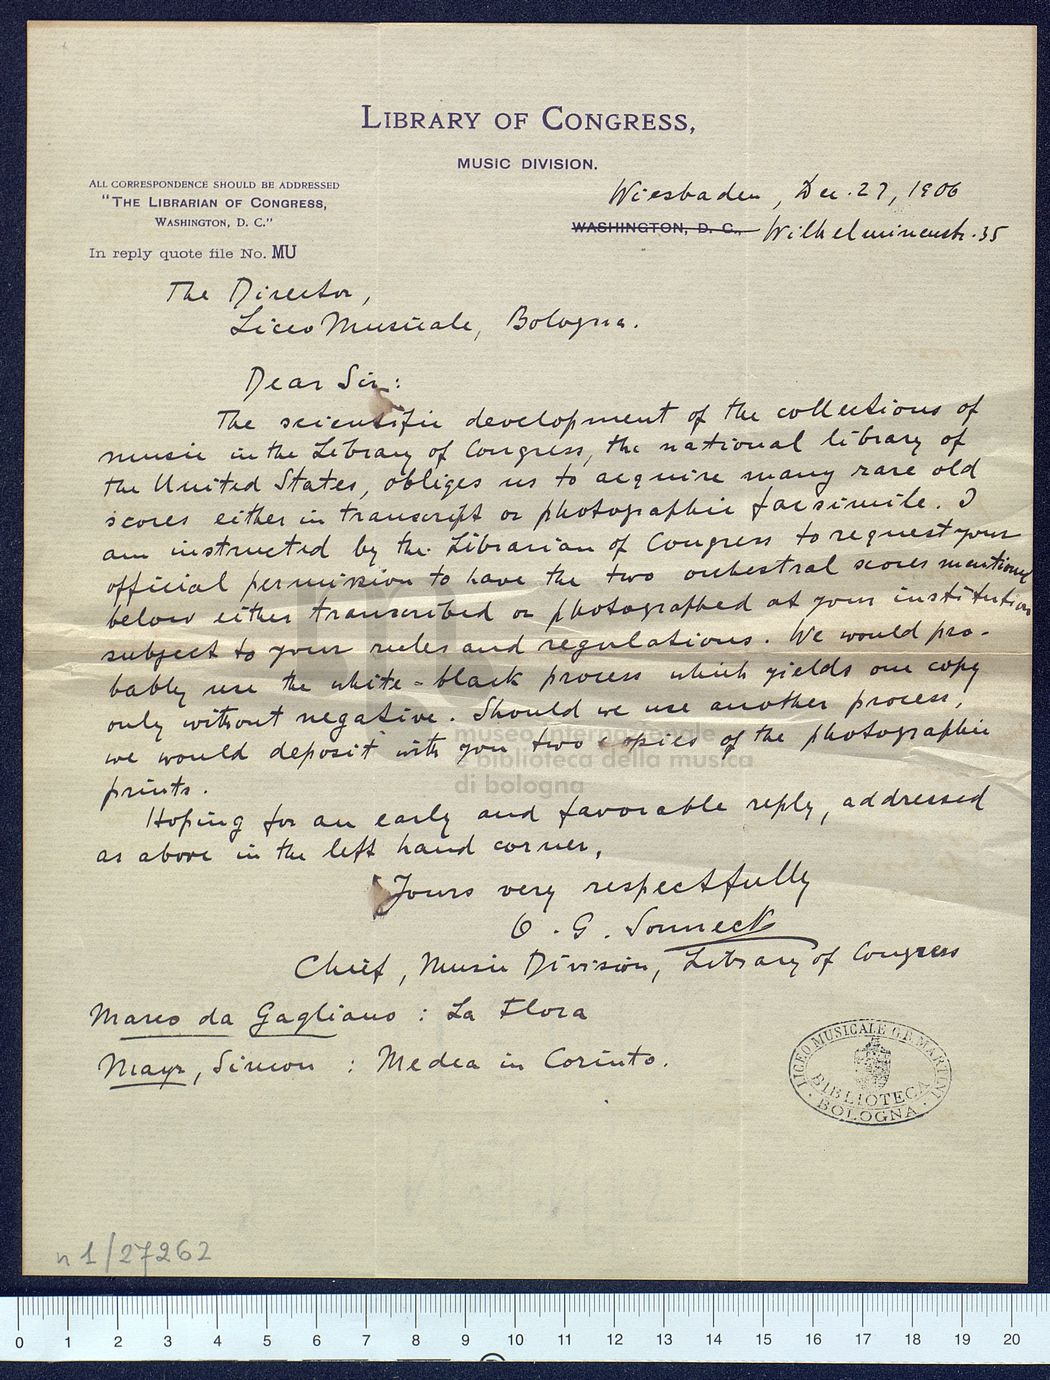 LIBRARY OF CONGRESS,
MUSIC DIVISION.
ALL CORRESPONDENCE SHOULD BE ADDRESSED
"THE LIBRARIAN OF CONGRESS,
WASHINGTON, D. C."
In reply quote file No. MU
Wiesbaden, Dec. 27, 1906
WASHINGTON, D. C., Wilhelminenstr. 35
The Director,
Liceo Musicale, Bologna.
Dear Sir:
The scientific development of the collections of
music in the Library of Congress, the national library of
the United States, obliges us to acquire many rare old
scores either in transcript or photographic facsimile. I
am instructed by the Librarian of Congress to request your
official permission to have the two orchestral scores mentioned
below either transcribed or photographed at your institution
subject to your rules and regulations. We would pro-
bably use the white-black process which yields one copy
only without negative. Should we use another process,
we would deposit with you two copies of the photographic
prints.
Hoping for an early and favorable reply, addressed
as above in the left hand corner,
Yours very respectfully
O. G. Sonneck
Chief, Music Division, Library of Congress
Marco da Gagliano: La Flora
Mayr, Simon: Medea in Corinto.
LICEO MUSICALE G.B. MARTINI
BIBLIOTECA
BOLOGNA
museo internazionale
e biblioteca della musica
di bologna
n 1/27262
0 1 2 3 4 5 6 7 8 9 10 11 12 13 14 15 16 17 18 19 20